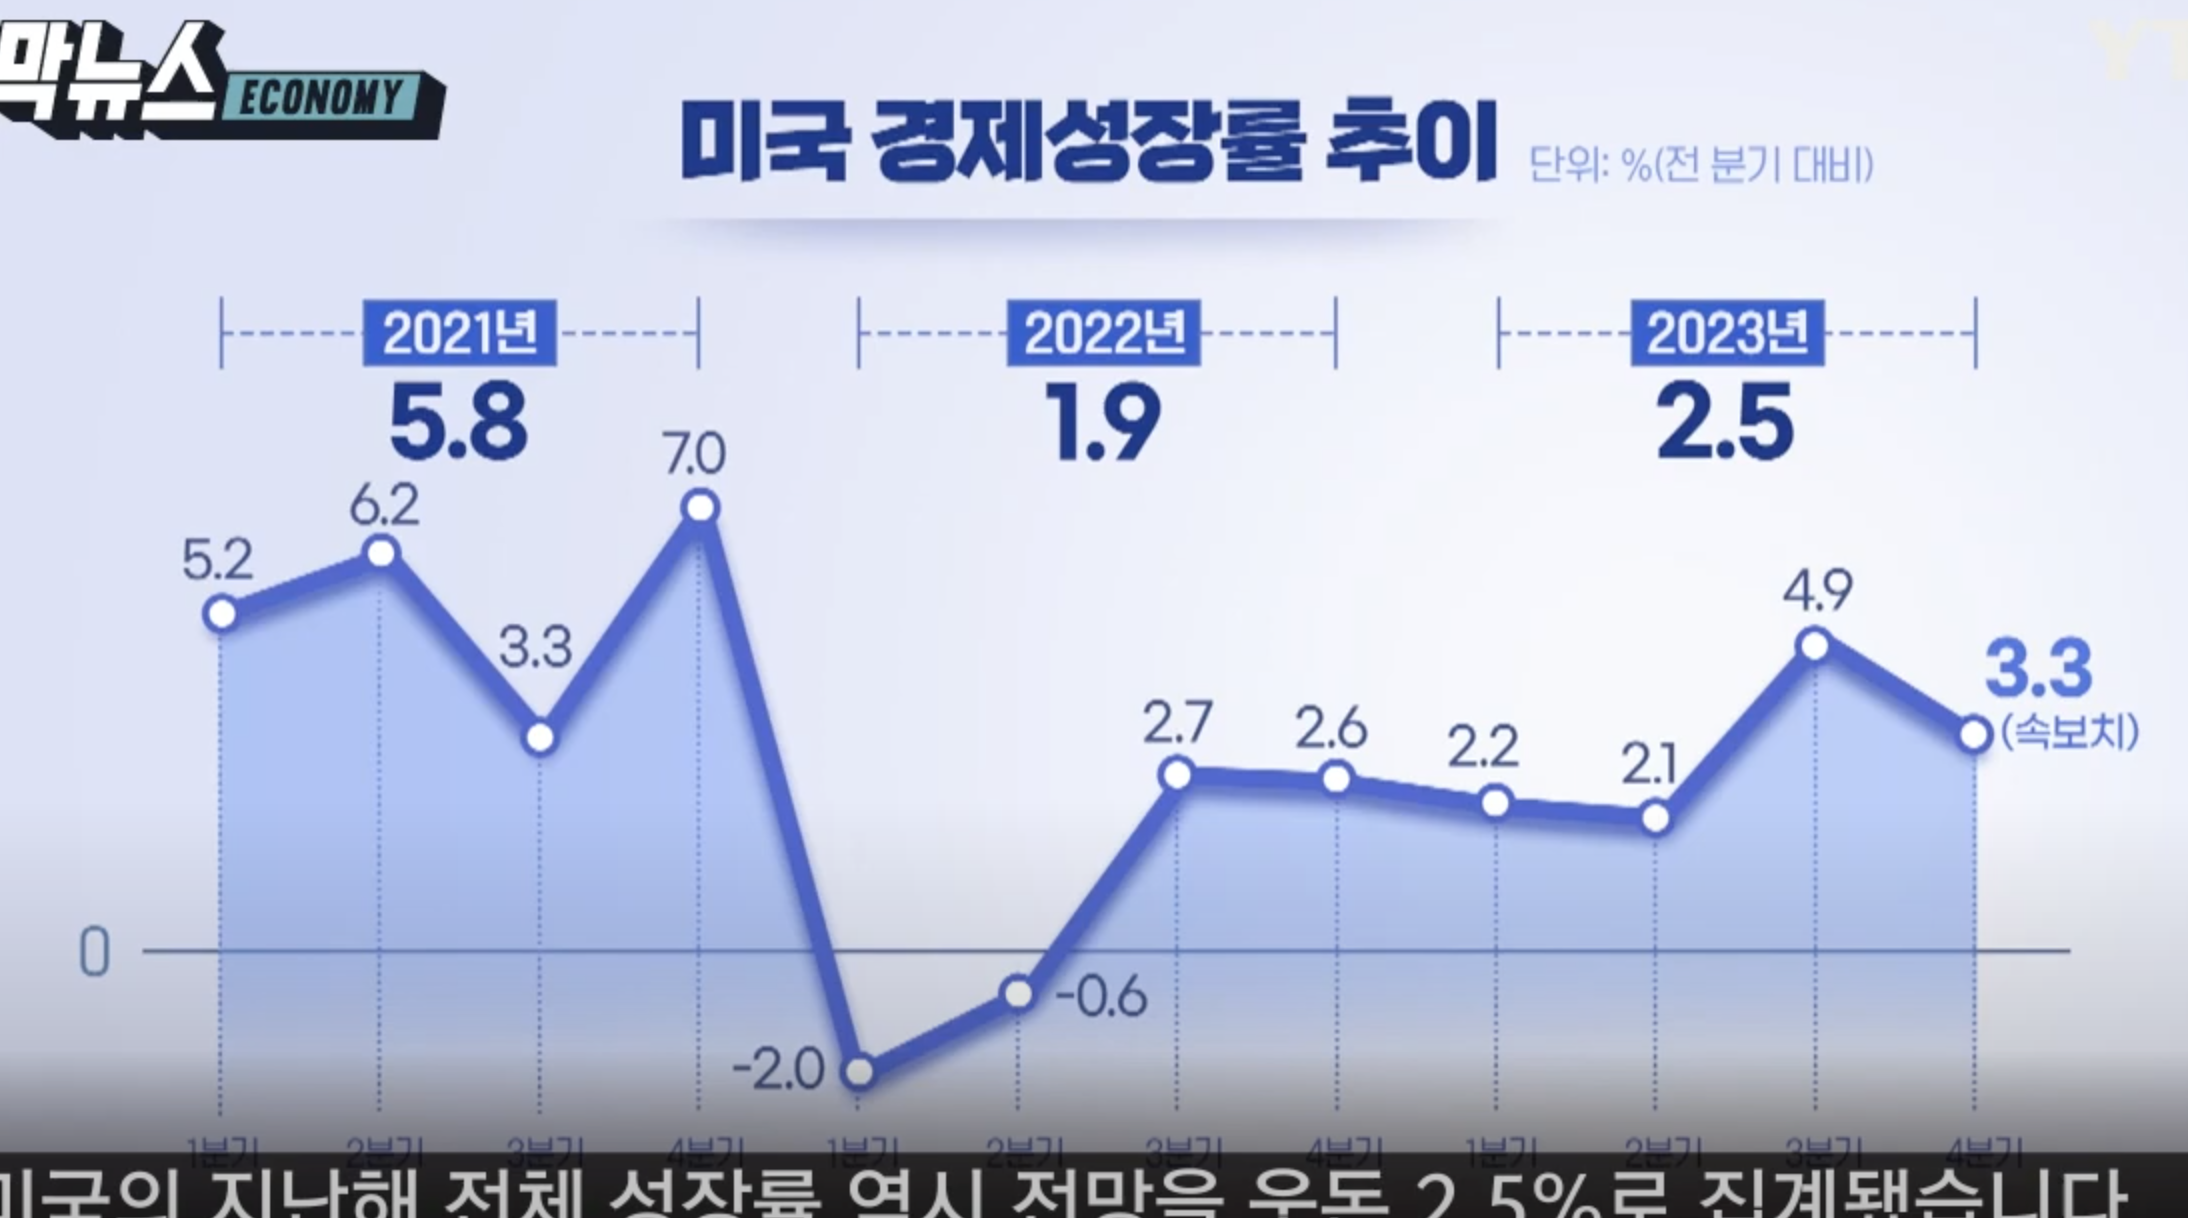 막뉴스
ECONOMY
YT
미국 경제성장률 추이 단위: %(전 분기 대비)
2021년 2022년 2023년
5.8 1.9 2.5
5.2 6.2 3.3 7.0 -2.0 -0.6 2.7 2.6 2.2 2.1 4.9 3.3
(속보치)
0
1분기 2분기 3분기 4분기 1분기 2분기 3분기 4분기 1분기 2분기 3분기 4분기
미국의 지난해 전체 성장률 역시 전망을 웃도 2.5%로 집계됐습니다